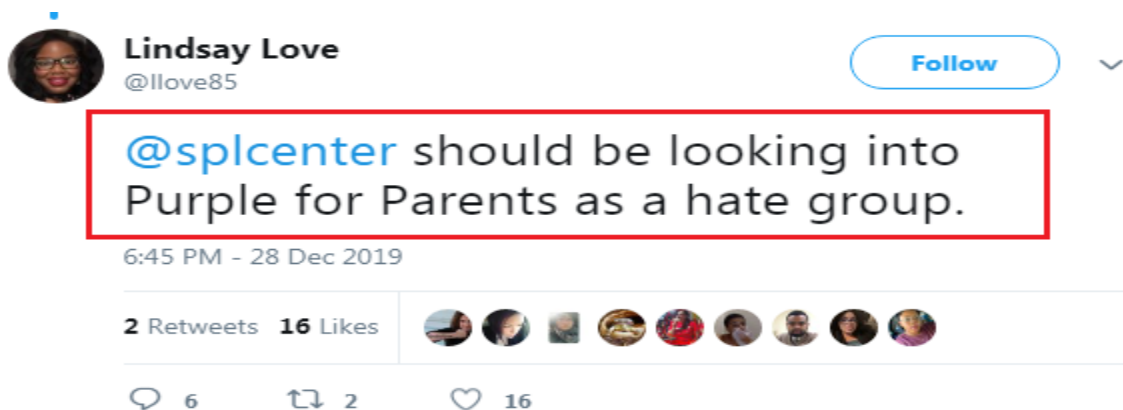 Lindsay Love
@llove85
Follow
@splcenter should be looking into
Purple for Parents as a hate group.
6:45 PM - 28 Dec 2019
2 Retweets 16 Likes
6 2 16